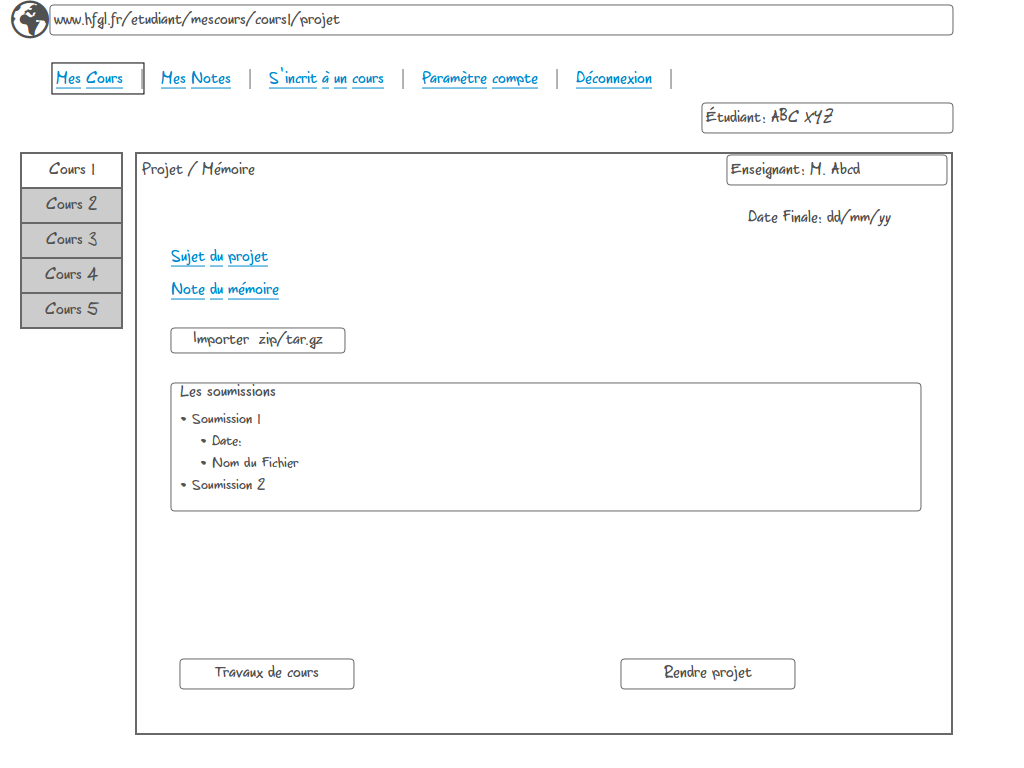 www.hfgl.fr/etudiant/mescours/cours1/projet
Mes Cours | Mes Notes | S'incrit à un cours | Paramètre compte | Déconnexion |
Étudiant: ABC XYZ
Cours 1
Cours 2
Cours 3
Cours 4
Cours 5
Projet / Mémoire
Enseignant: M. Abcd
Date Finale: dd/mm/yy
Sujet du projet
Note du mémoire
Importer zip/tar.gz
Les soumissions
• Soumission 1
• Date:
• Nom du Fichier
• Soumission 2
Travaux de cours
Rendre projet